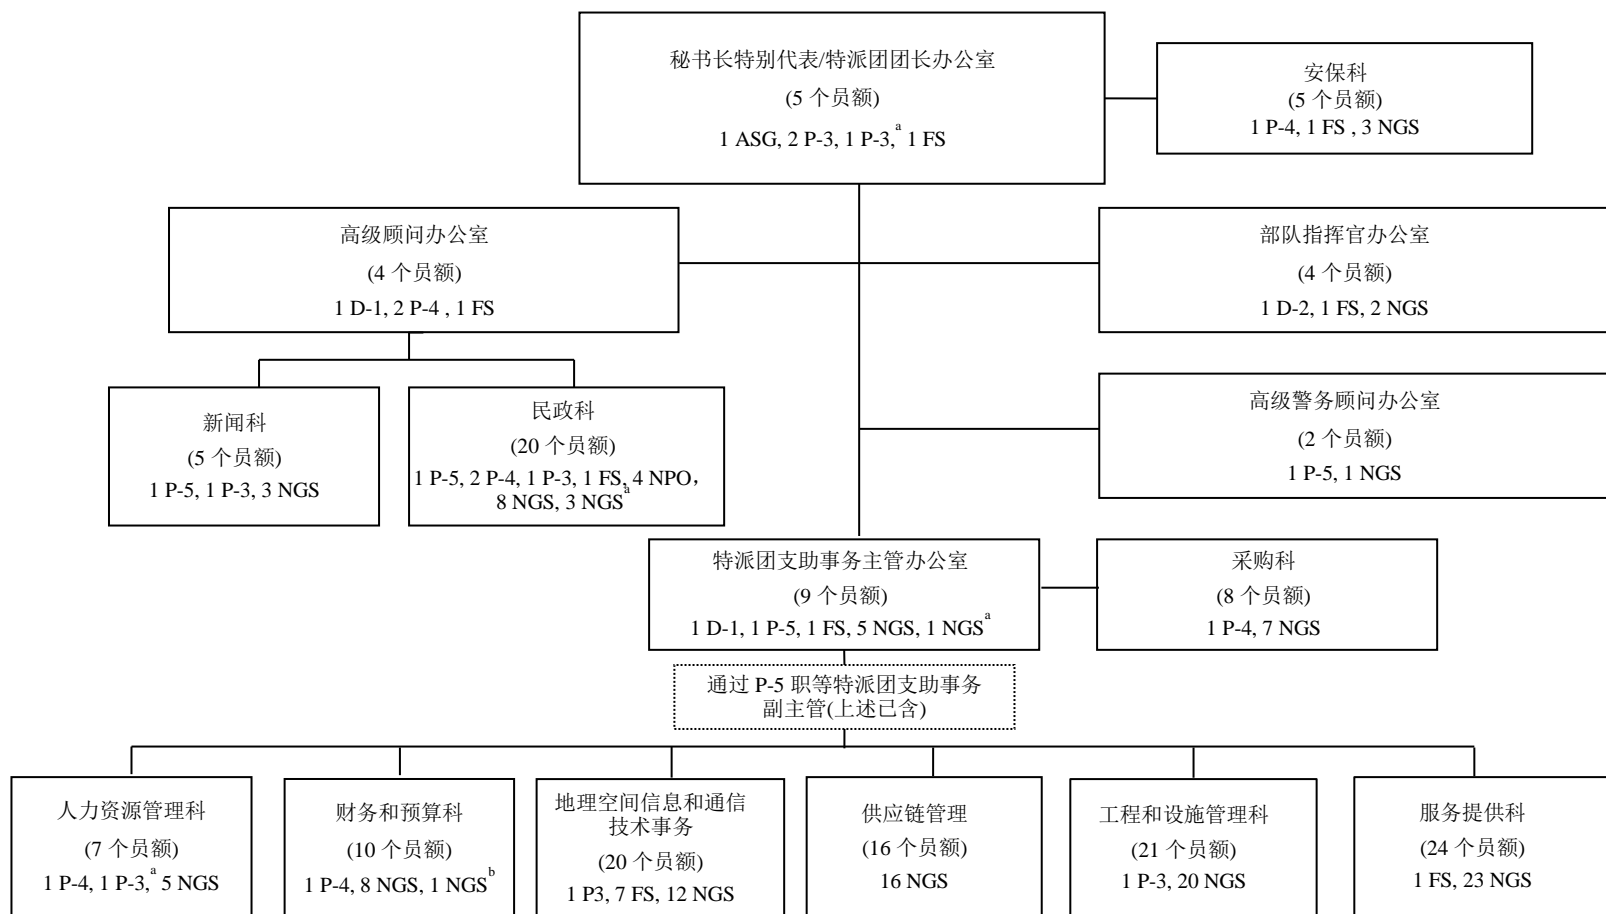 秘书长特别代表/特派团团长办公室
(5 个员额)
1 ASG, 2 P-3, 1 P-3,a 1 FS
安保科
(5 个员额)
1 P-4, 1 FS , 3 NGS
高级顾问办公室
(4 个员额)
1 D-1, 2 P-4 , 1 FS
部队指挥官办公室
(4 个员额)
1 D-2, 1 FS, 2 NGS
新闻科
(5 个员额)
1 P-5, 1 P-3, 3 NGS
民政科
(20 个员额)
1 P-5, 2 P-4, 1 P-3, 1 FS, 4 NPO，
8 NGS, 3 NGSa
高级警务顾问办公室
(2 个员额)
1 P-5, 1 NGS
特派团支助事务主管办公室
(9 个员额)
1 D-1, 1 P-5, 1 FS, 5 NGS, 1 NGSa
采购科
(8 个员额)
1 P-4, 7 NGS
通过 P-5 职等特派团支助事务
副主管(上述已含)
人力资源管理科
(7 个员额)
1 P-4, 1 P-3,a 5 NGS
财务和预算科
(10 个员额)
1 P-4, 8 NGS, 1 NGSb
地理空间信息和通信
技术事务
(20 个员额)
1 P3, 7 FS, 12 NGS
供应链管理
(16 个员额)
16 NGS
工程和设施管理科
(21 个员额)
1 P-3, 20 NGS
服务提供科
(24 个员额)
1 FS, 23 NGS